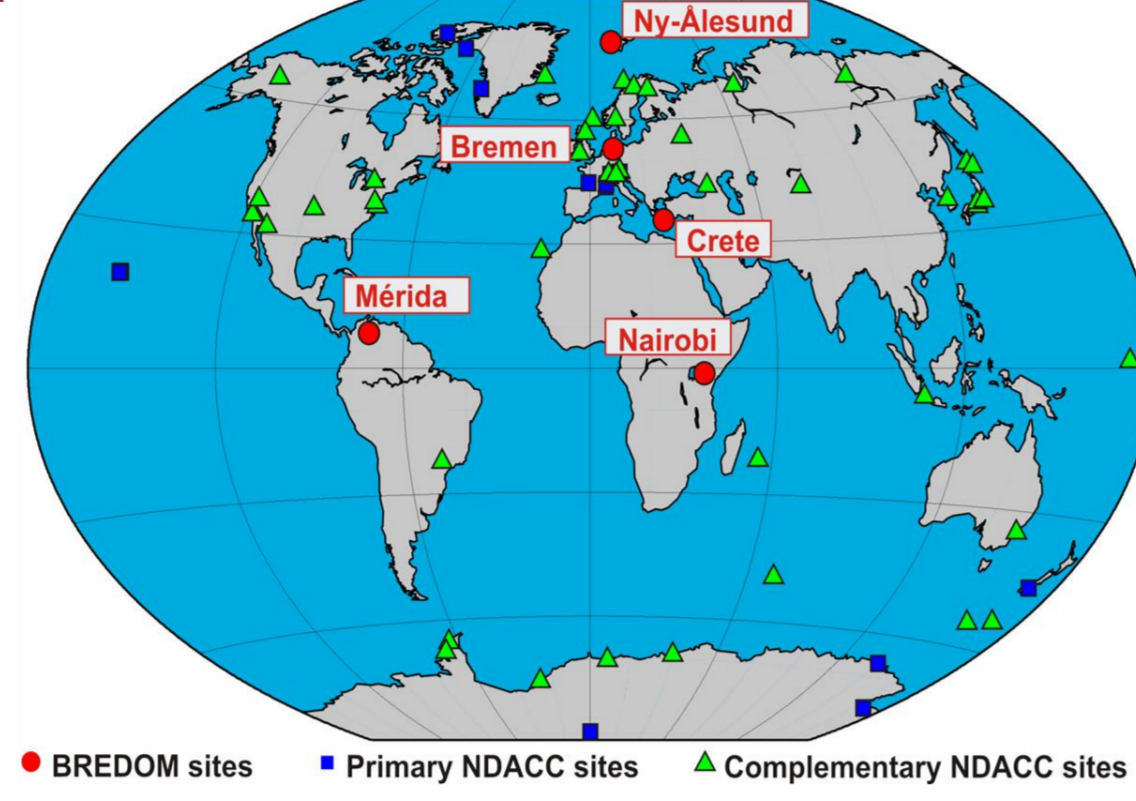 Ny-Ålesund
Bremen
Crete
Mérida
Nairobi
BREDOM sites
Primary NDACC sites
Complementary NDACC sites